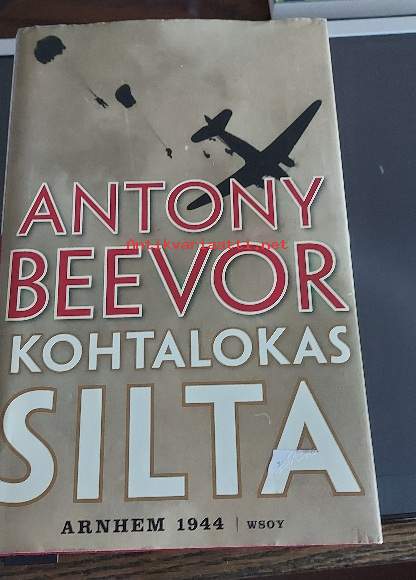 ANTONY
Antikvariaatti.net
BEEVOR
KOHTALOKAS
SILTA
ARNHEM 1944 | WSOY